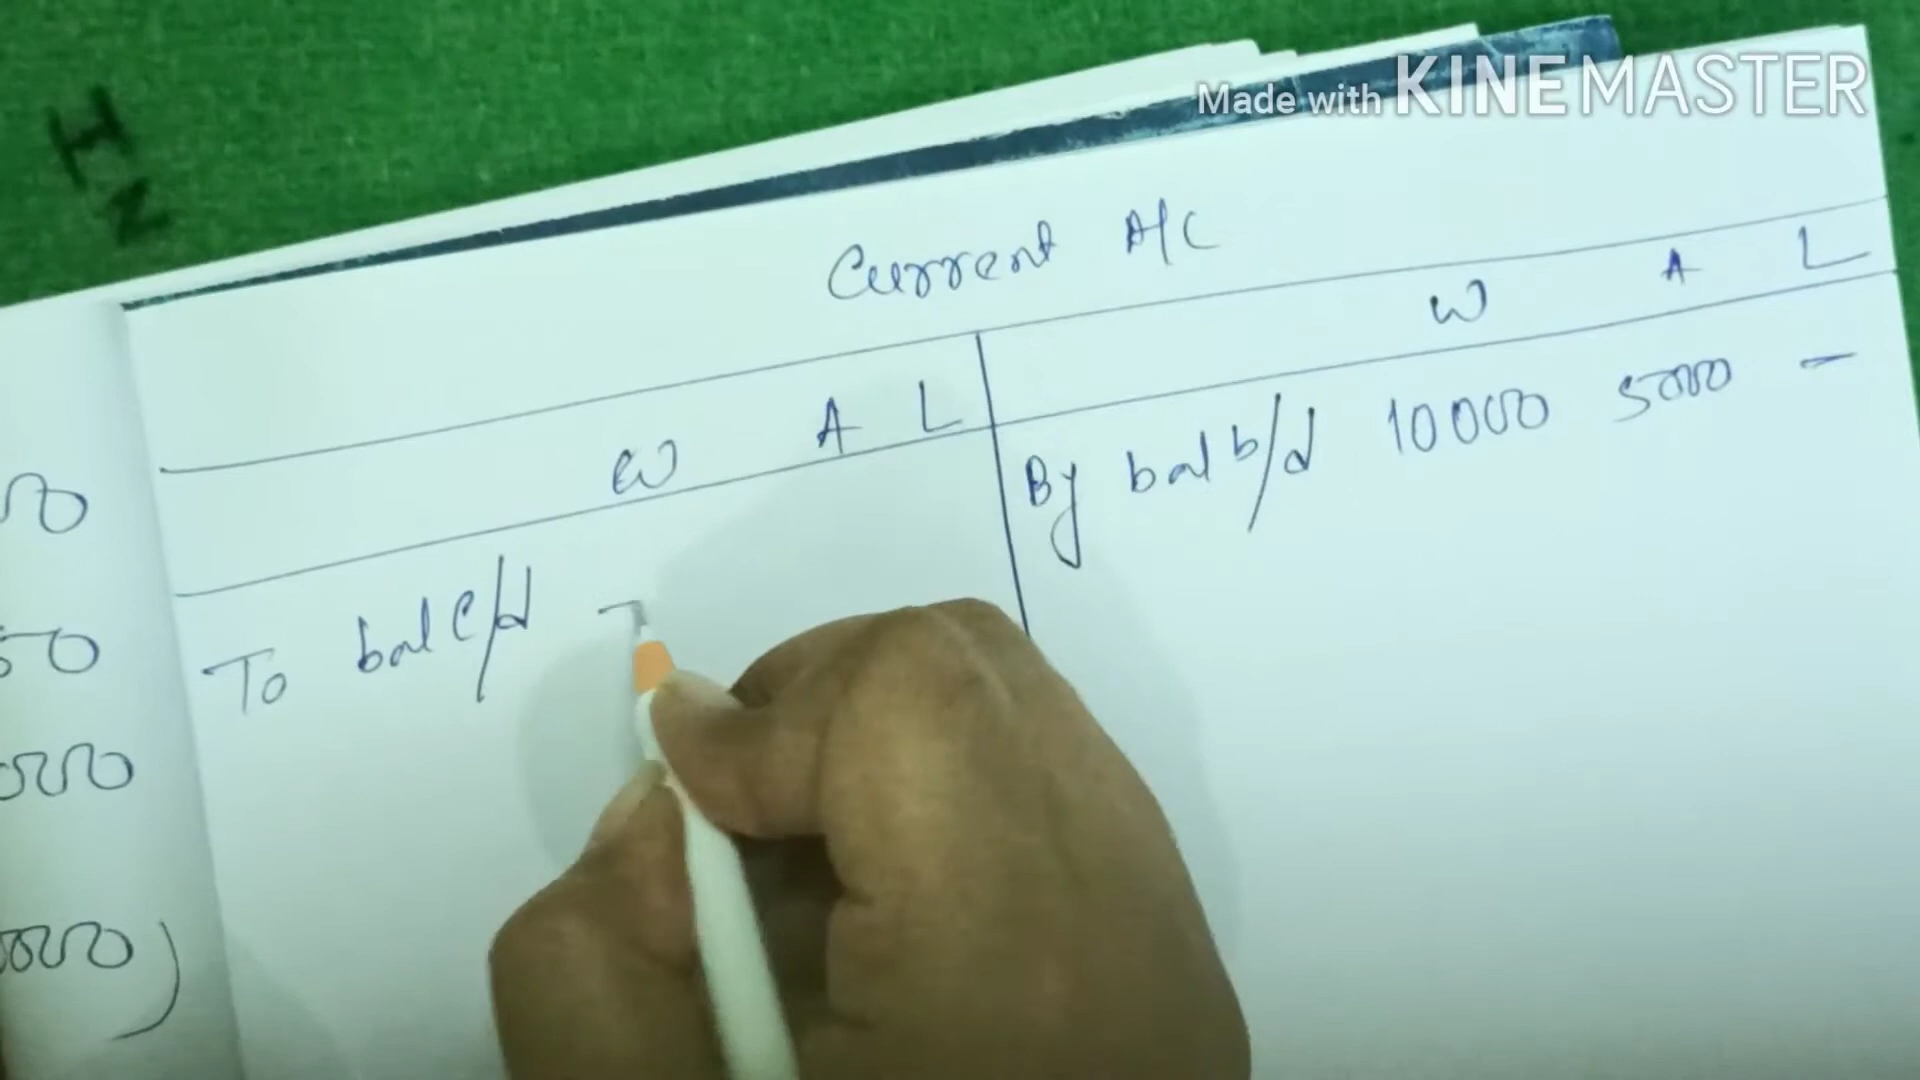 Made with KINEMASTER
H
N
Current A/C
W A L
W A L
By bal b/d 10000 5000 -
To bal c/d